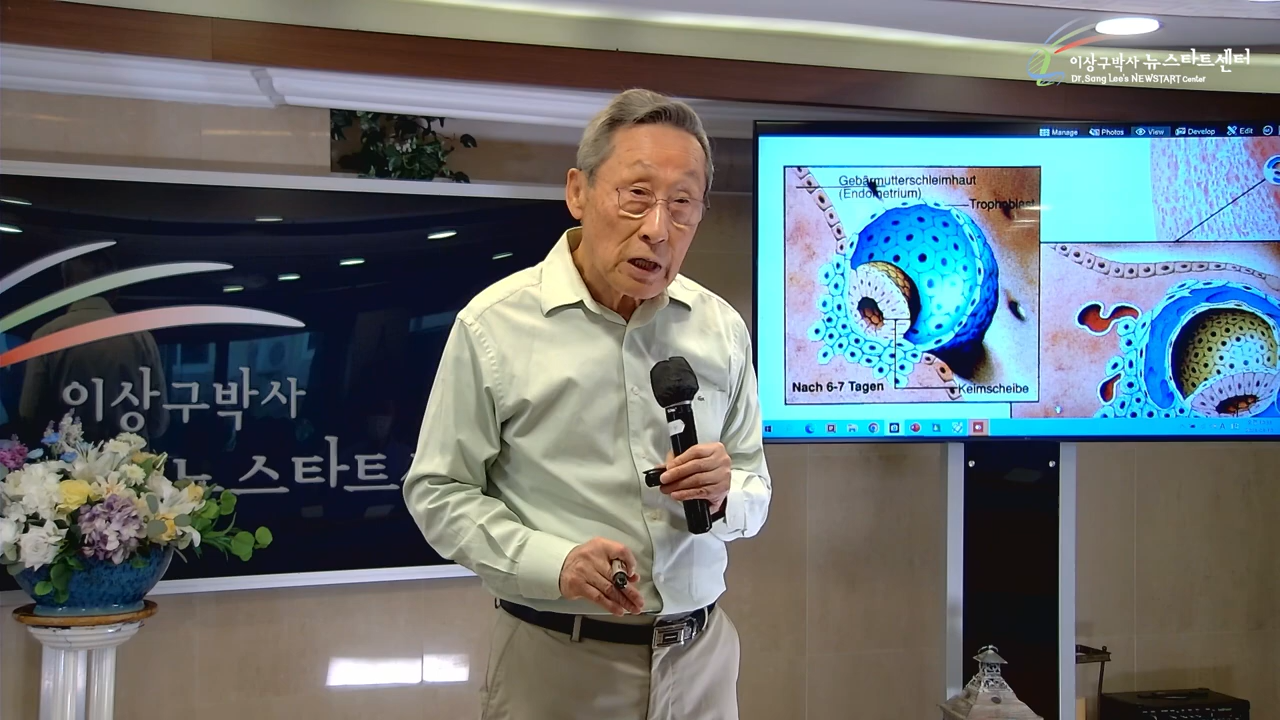 이상구박사 뉴스타트센터
Dr. Sang Lee's NEWSTART Center
Manage Photos View Develop Edit
Gebärmutterschleimhaut
(Endometrium)
Trophoblast
Nach 6-7 Tagen
Keimscheibe
이상구박사
뉴스타트